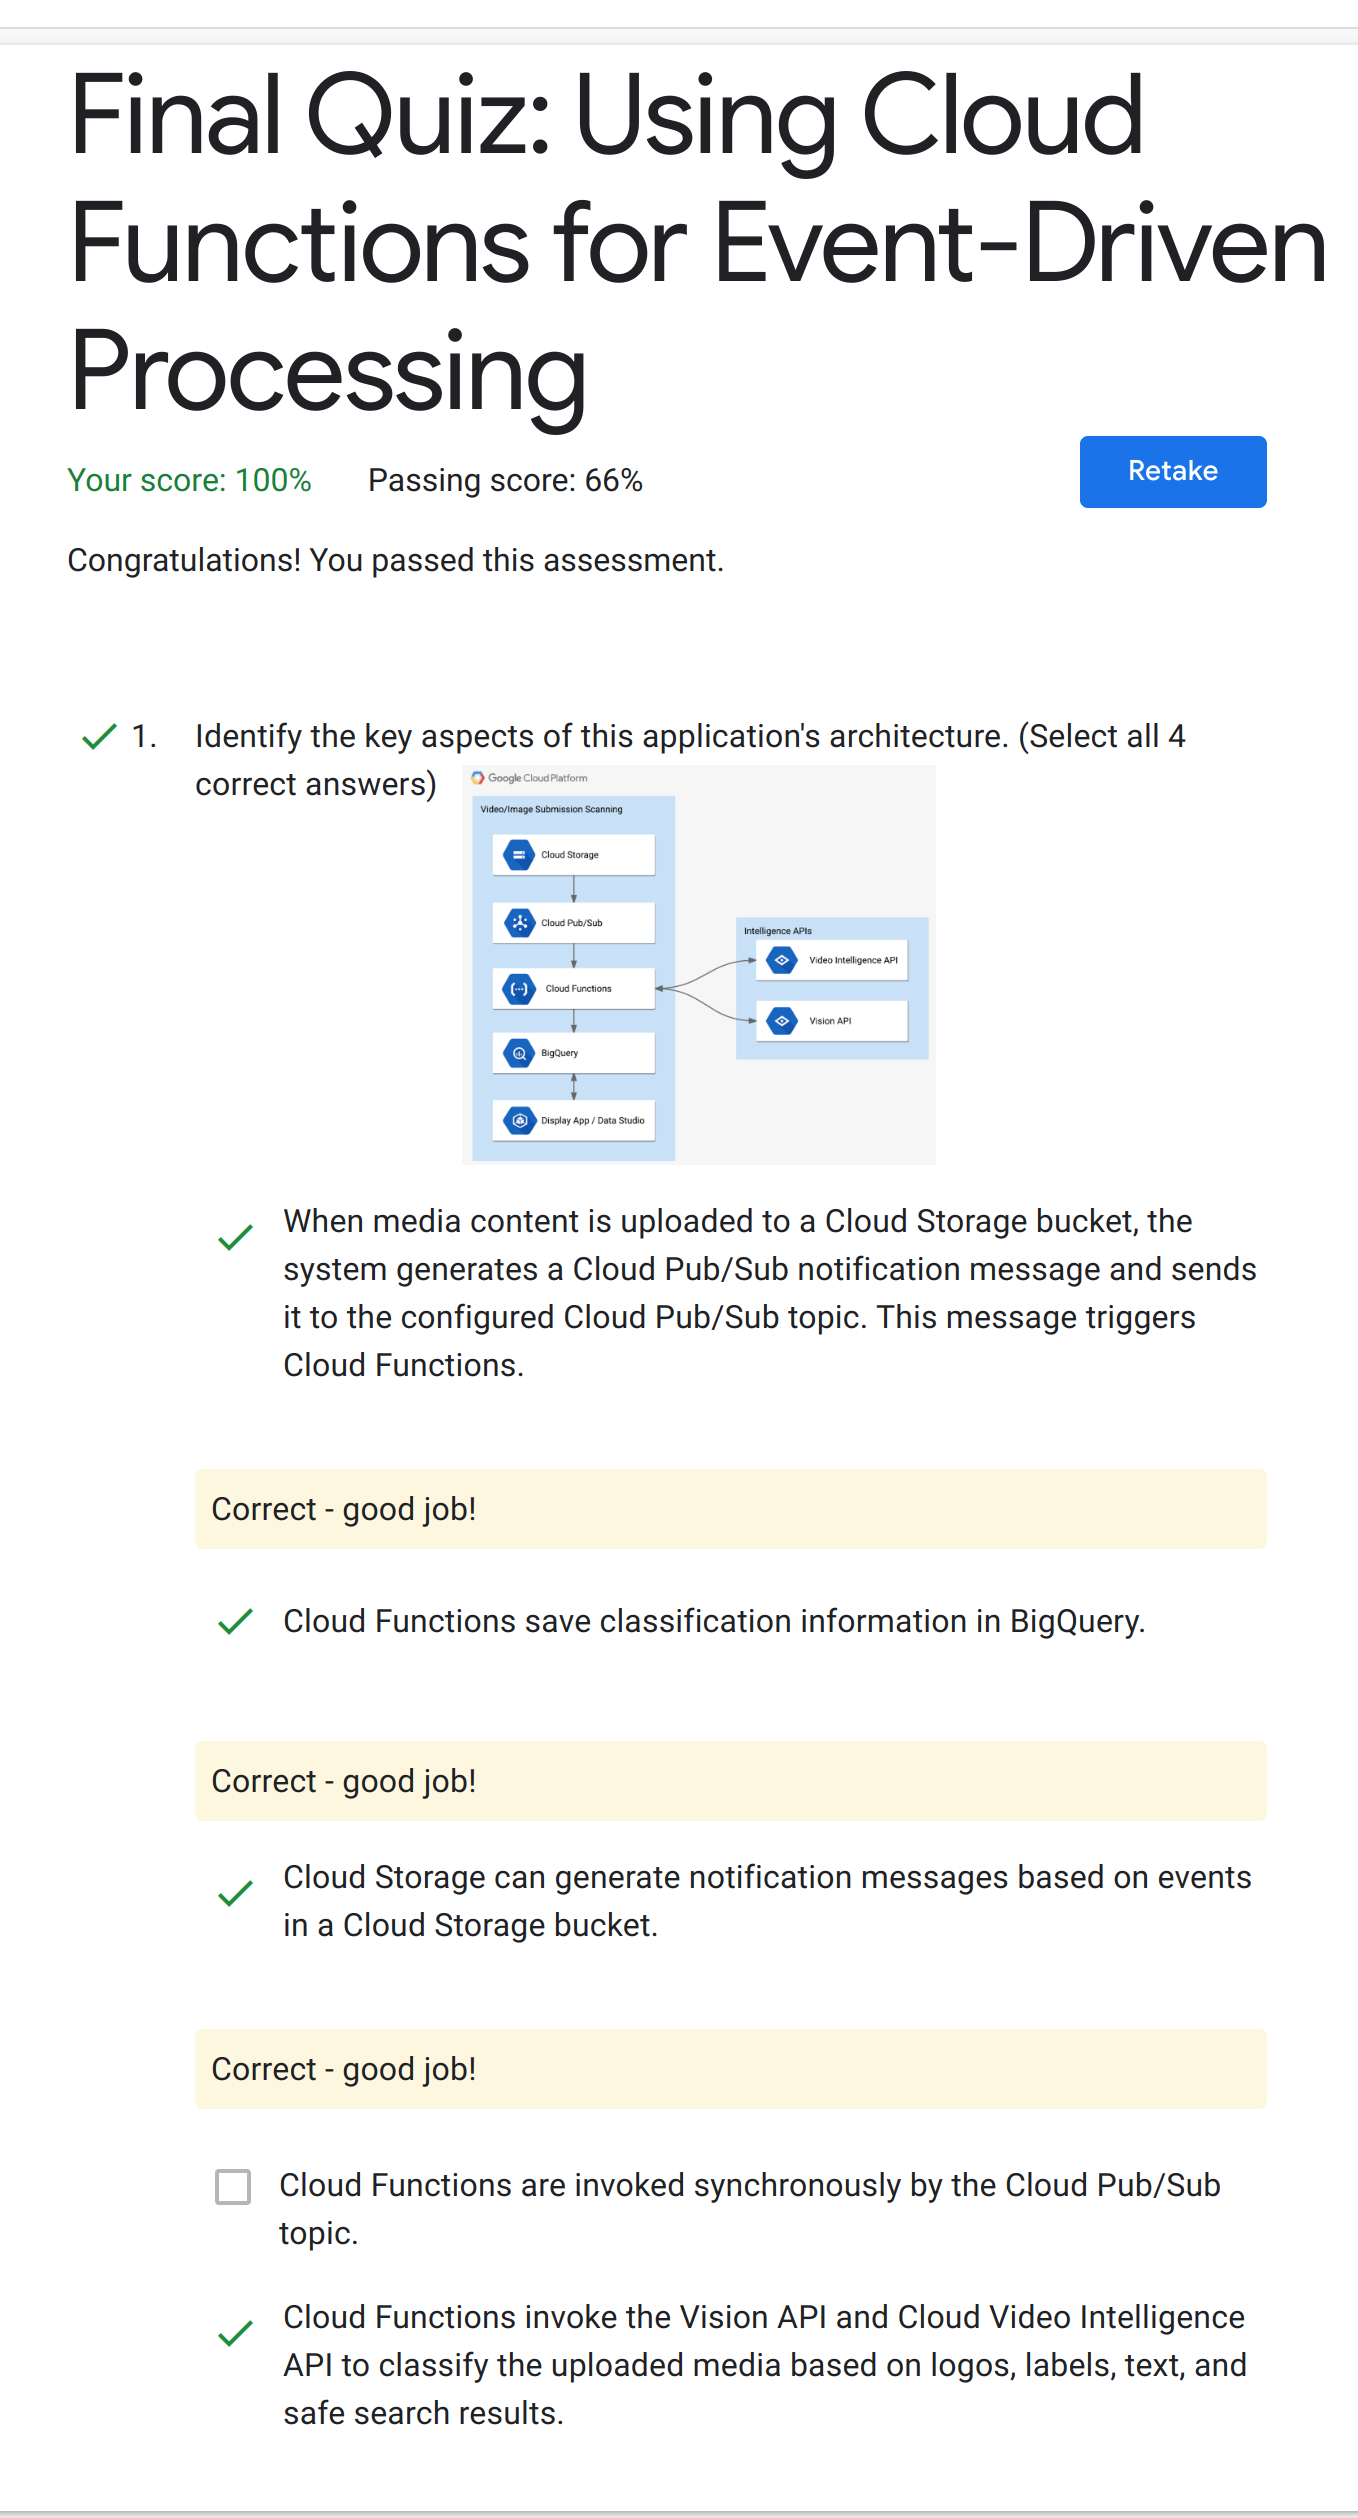 Final Quiz: Using Cloud
Functions for Event-Driven
Processing
Your score: 100% Passing score: 66%
Retake
Congratulations! You passed this assessment.
1. Identify the key aspects of this application's architecture. (Select all 4
correct answers)
Google Cloud Platform
Video/Image Submission Scanning
Cloud Storage
Cloud Pub/Sub
Cloud Functions
BigQuery
Display App / Data Studio
Intelligence APIs
Video Intelligence API
Vision API
When media content is uploaded to a Cloud Storage bucket, the
system generates a Cloud Pub/Sub notification message and sends
it to the configured Cloud Pub/Sub topic. This message triggers
Cloud Functions.
Correct - good job!
Cloud Functions save classification information in BigQuery.
Correct - good job!
Cloud Storage can generate notification messages based on events
in a Cloud Storage bucket.
Correct - good job!
Cloud Functions are invoked synchronously by the Cloud Pub/Sub
topic.
Cloud Functions invoke the Vision API and Cloud Video Intelligence
API to classify the uploaded media based on logos, labels, text, and
safe search results.